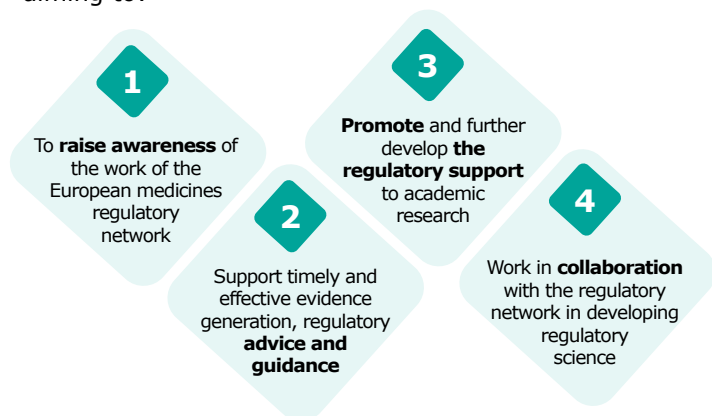 aiming to:
1
To raise awareness of
the work of the
European medicines
regulatory
network
2
Support timely and
effective evidence
generation, regulatory
advice and
guidance
3
Promote and further
develop the
regulatory support
to academic
research
4
Work in collaboration
with the regulatory
network in developing
regulatory
science